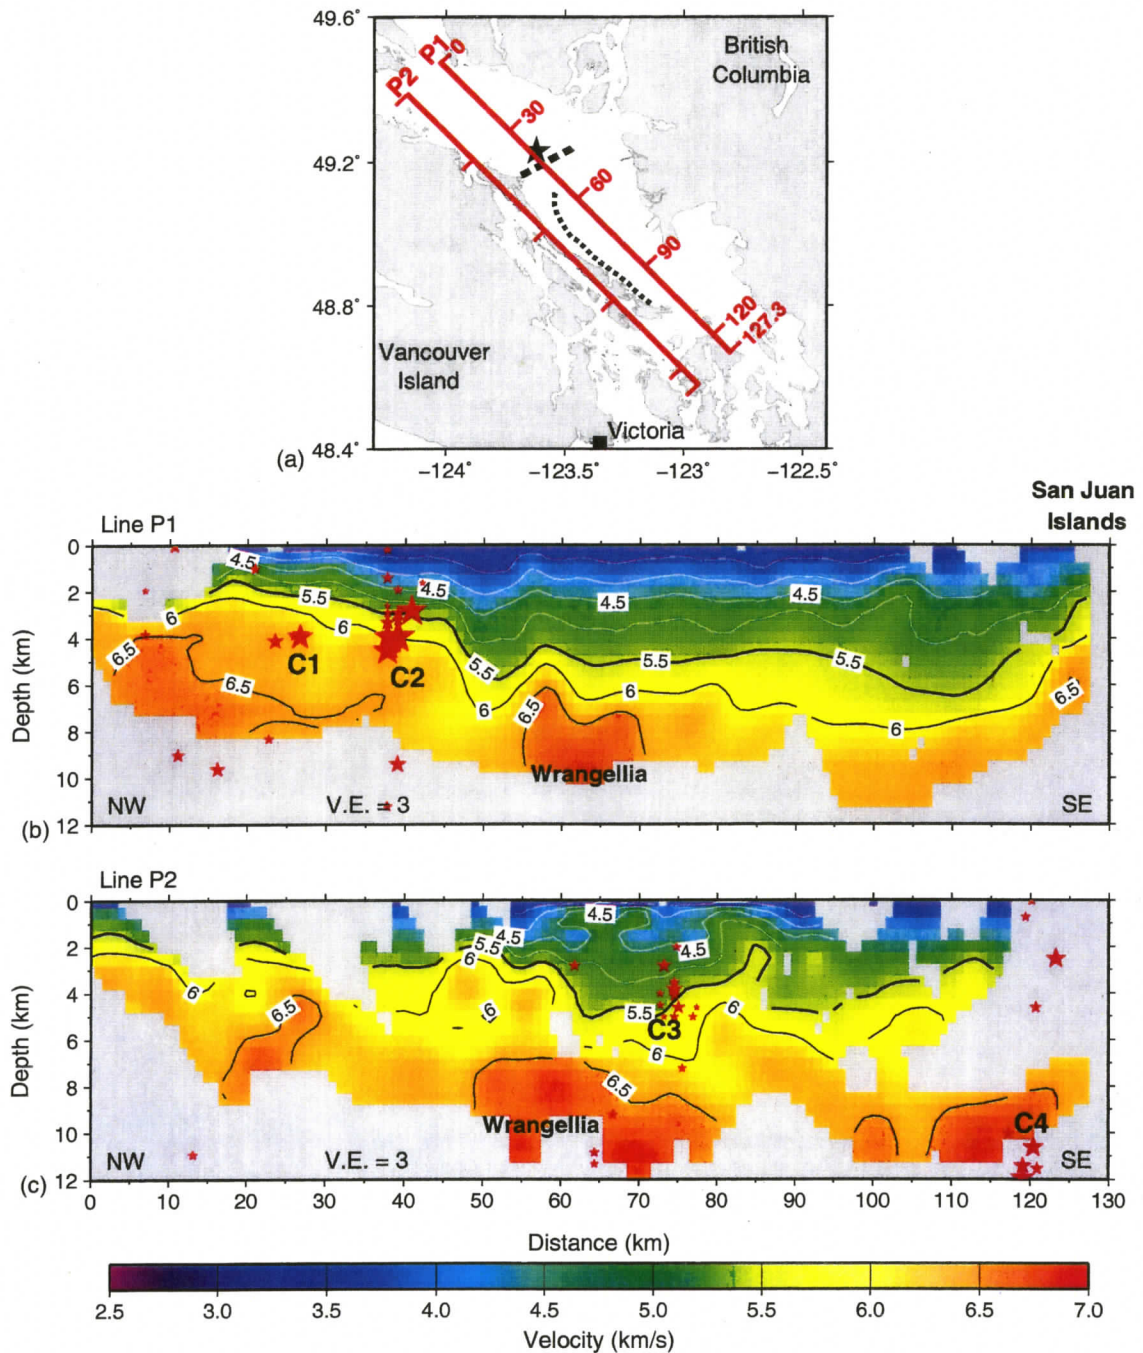 49.6°
49.2°
48.8°
48.4°
−124°
−123.5°
−123°
−122.5°
British
Columbia
P1
P2
0
30
60
90
120
127.3
Vancouver
Island
Victoria
(a)
San Juan
Islands
Line P1
0
2
4
6
8
10
12
Depth (km)
4.5
4.5
4.5
4.5
5.5
5.5
5.5
5.5
6
6
6
6
6
6.5
6.5
6.5
6.5
C1
C2
Wrangellia
NW
V.E. = 3
SE
(b)
Line P2
0
2
4
6
8
10
12
Depth (km)
4.5
4.5
4.5
5.5
5.5
6
6
6
6
6
6.5
6.5
C3
C4
Wrangellia
NW
V.E. = 3
SE
(c)
0 10 20 30 40 50 60 70 80 90 100 110 120 130
Distance (km)
2.5 3.0 3.5 4.0 4.5 5.0 5.5 6.0 6.5 7.0
Velocity (km/s)